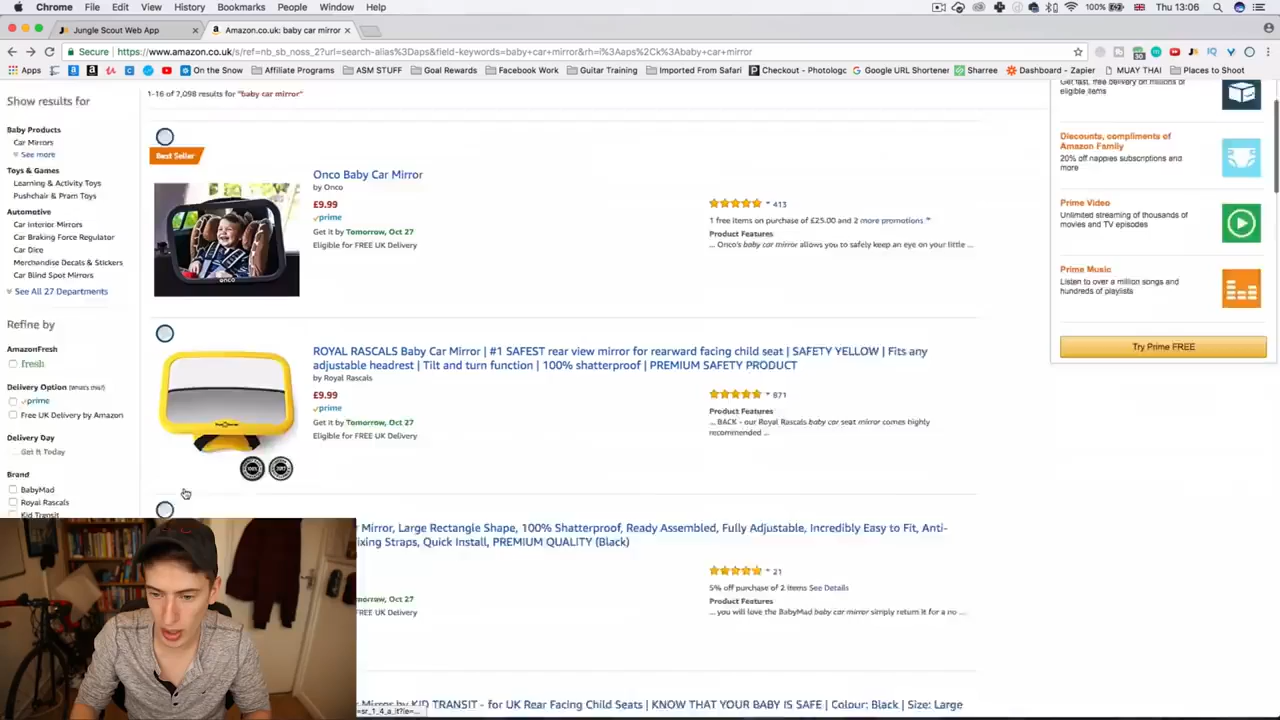 Chrome File Edit View History Bookmarks People Window Help
100% Thu 13:06
Jungle Scout Web App
Amazon.co.uk: baby car mirror
Secure https://www.amazon.co.uk/s/ref=nb_sb_noss_2?url=search-alias%3Daps&field-keywords=baby+car+mirror&rh=i%3Aaps%2Ck%3Ababy+car+mirror
Apps On the Snow Affiliate Programs ASM STUFF Goal Rewards Facebook Work Guitar Training Imported From Safari Checkout - Photolog Google URL Shortener Sharree Dashboard - Zapier MUAY THAI Places to Shoot
Show results for
Baby Products
Car Mirrors
See more
Toys & Games
Learning & Activity Toys
Pushchair & Pram Toys
Automotive
Car Interior Mirrors
Car Braking Force Regulator
Car Dice
Merchandise Decals & Stickers
Car Blind Spot Mirrors
See All 27 Departments
Refine by
AmazonFresh
fresh
Delivery Option (What's this?)
prime
Free UK Delivery by Amazon
Delivery Day
Get It Today
Brand
BabyMad
Royal Rascals
Kid Transit
1-16 of 7,098 results for "baby car mirror"
Best Seller
onco
Onco Baby Car Mirror
by Onco
£9.99
prime
Get it by Tomorrow, Oct 27
Eligible for FREE UK Delivery
413
1 free items on purchase of £25.00 and 2 more promotions
Product Features
... Onco's baby car mirror allows you to safely keep an eye on your little ...
ROYAL RASCALS Baby Car Mirror | #1 SAFEST rear view mirror for rearward facing child seat | SAFETY YELLOW | Fits any
adjustable headrest | Tilt and turn function | 100% shatterproof | PREMIUM SAFETY PRODUCT
by Royal Rascals
£9.99
prime
Get it by Tomorrow, Oct 27
Eligible for FREE UK Delivery
871
Product Features
... BACK - our Royal Rascals baby car seat mirror comes highly
recommended ...
Mirror, Large Rectangle Shape, 100% Shatterproof, Ready Assembled, Fully Adjustable, Incredibly Easy to Fit, Anti-
ixing Straps, Quick Install, PREMIUM QUALITY (Black)
morrow, Oct 27
FREE UK Delivery
21
5% off purchase of 2 items See Details
Product Features
... you will love the BabyMad baby car mirror simply return it for a no ...
Mirror by KID TRANSIT - for UK Rear Facing Child Seats | KNOW THAT YOUR BABY IS SAFE | Colour: Black | Size: Large
Get fast, free delivery on millions of
eligible items
Discounts, compliments of
Amazon Family
20% off nappies subscriptions and
more
Prime Video
Unlimited streaming of thousands of
movies and TV episodes
Prime Music
Listen to over a million songs and
hundreds of playlists
Try Prime FREE